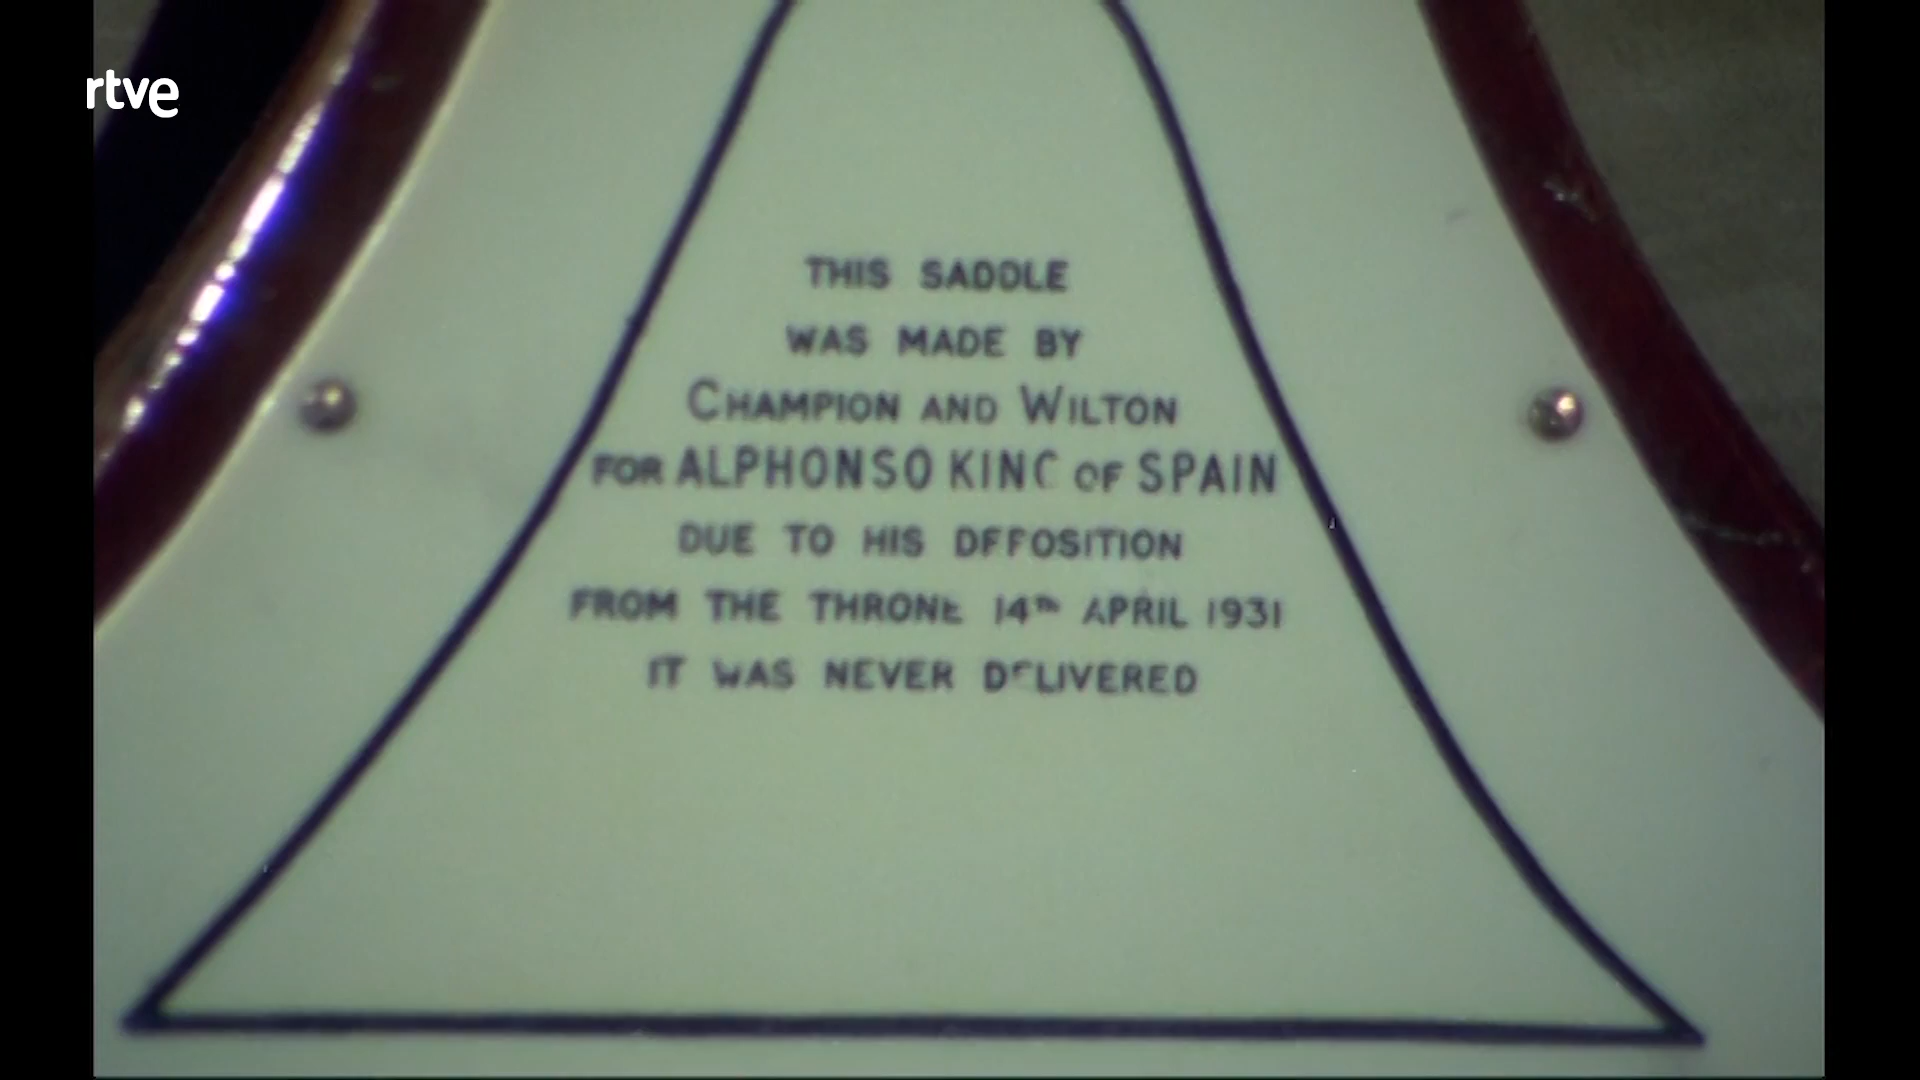 rtve
THIS SADDLE
WAS MADE BY
CHAMPION AND WILTON
FOR ALPHONSO KING OF SPAIN
DUE TO HIS DEPOSITION
FROM THE THRONE 14TH APRIL 1931
IT WAS NEVER DELIVERED